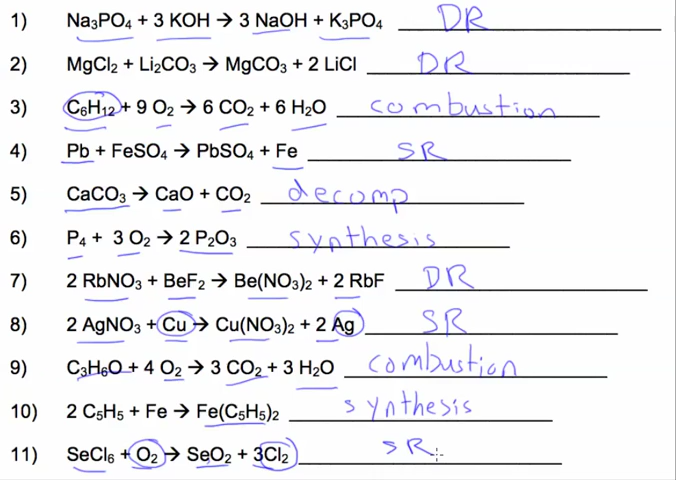 1) Na₃PO₄ + 3 KOH → 3 NaOH + K₃PO₄ DR
2) MgCl₂ + Li₂CO₃ → MgCO₃ + 2 LiCl DR
3) C₆H₁₂ + 9 O₂ → 6 CO₂ + 6 H₂O combustion
4) Pb + FeSO₄ → PbSO₄ + Fe SR
5) CaCO₃ → CaO + CO₂ decomp
6) P₄ + 3 O₂ → 2 P₂O₃ synthesis
7) 2 RbNO₃ + BeF₂ → Be(NO₃)₂ + 2 RbF DR
8) 2 AgNO₃ + Cu → Cu(NO₃)₂ + 2 Ag SR
9) C₃H₆O + 4 O₂ → 3 CO₂ + 3 H₂O combustion
10) 2 C₅H₅ + Fe → Fe(C₅H₅)₂ synthesis
11) SeCl₆ + O₂ → SeO₂ + 3Cl₂ SR